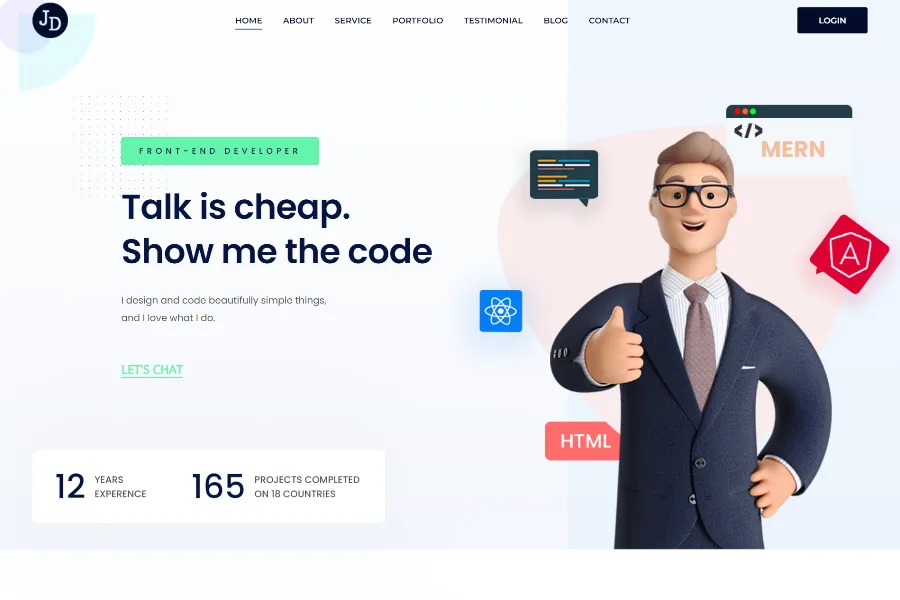 JD
HOME ABOUT SERVICE PORTFOLIO TESTIMONIAL BLOG CONTACT LOGIN
</> MERN
FRONT-END DEVELOPER
Talk is cheap.
Show me the code
A
I design and code beautifully simple things,
and I love what I do.
LET'S CHAT
HTML
12 YEARS
EXPERENCE
165 PROJECTS COMPLETED
ON 18 COUNTRIES